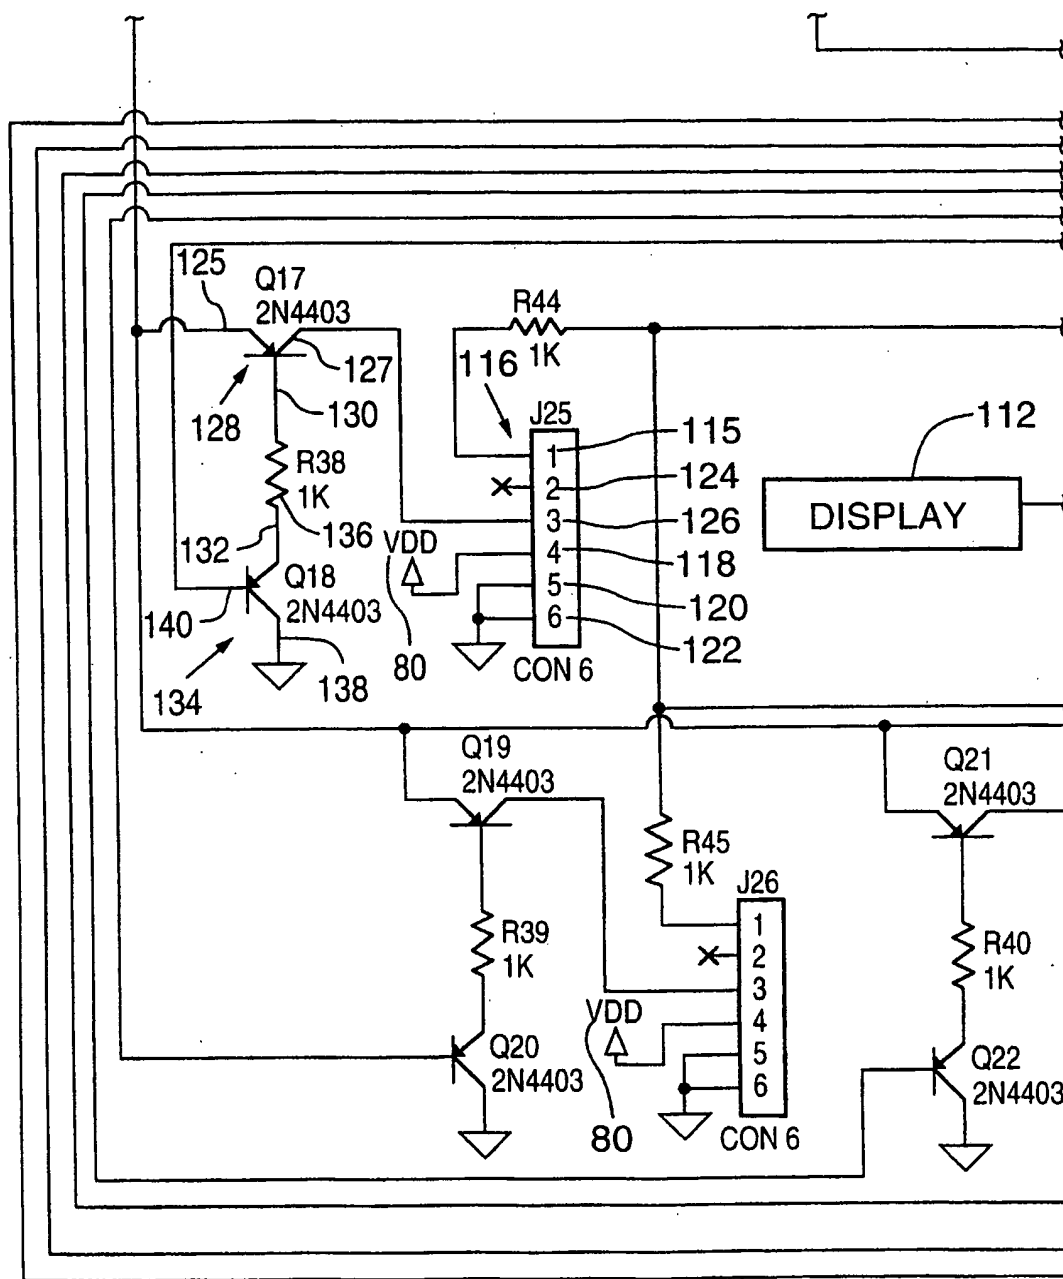 125
Q17
2N4403
127
128
130
R38
1K
136
132
Q18
2N4403
140
134
138
R44
1K
116
J25
1
2
3
4
5
6
CON 6
115
124
126
118
120
122
VDD
80
112
DISPLAY
Q19
2N4403
R39
1K
Q20
2N4403
R45
1K
J26
1
2
3
4
5
6
CON 6
VDD
80
Q21
2N4403
R40
1K
Q22
2N4403